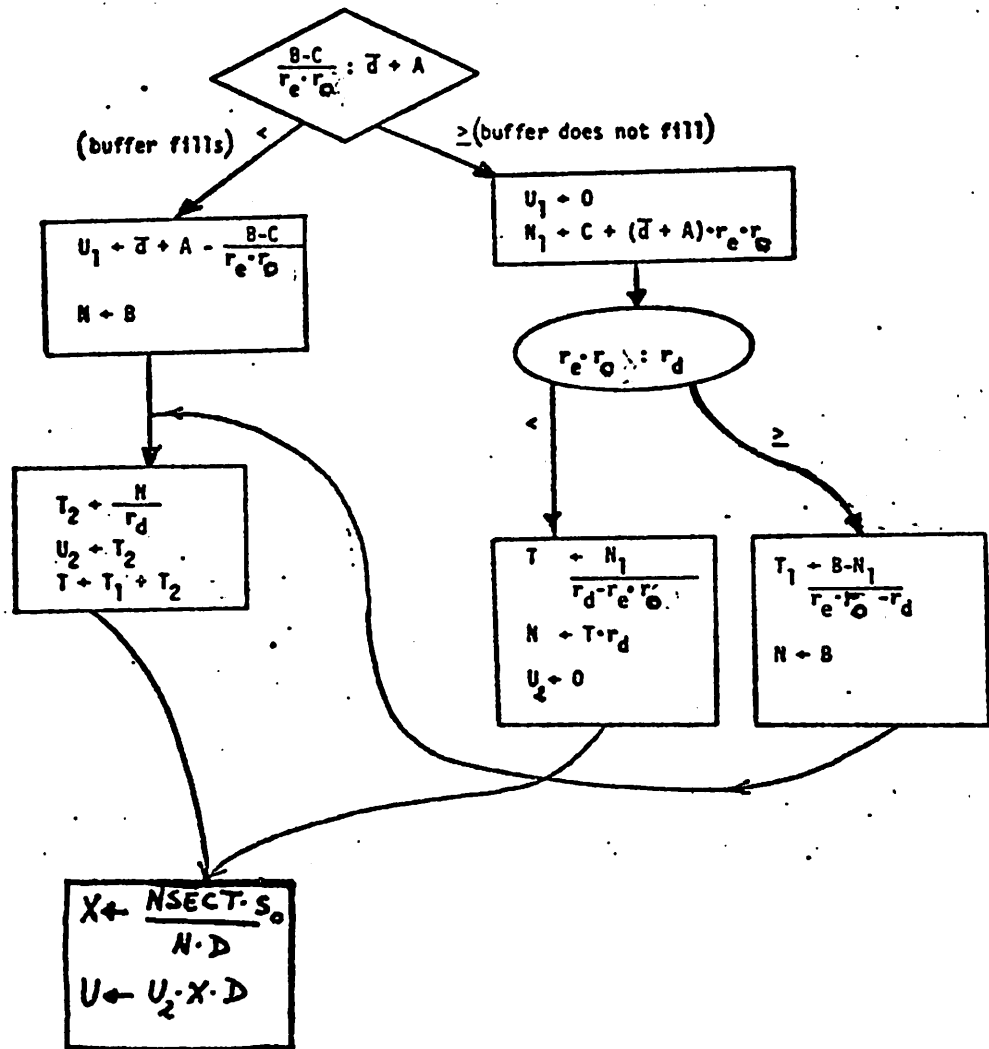 B-C
r_e·r_o : d̅ + A
(buffer fills) <
≥ (buffer does not fill)
U_1 ← d̅ + A - B-C
r_e·r_o
N ← B
U_1 ← 0
N_1 ← C + (d̅ + A)·r_e·r_o
r_e·r_o : r_d
<
≥
T_2 ← N
r_d
U_2 ← T_2
T ← T_1 + T_2
T ← N_1
r_d-r_e·r_o
N ← T·r_d
U_2 ← 0
T_1 ← B-N_1
r_e·r_o -r_d
N ← B
X← NSECT·S_o
N·D
U← U_2·X·D